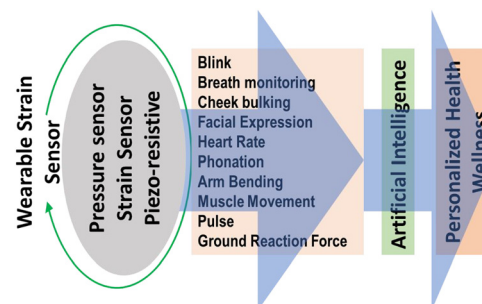 Wearable Strain
Sensor
Pressure sensor
Strain Sensor
Piezo-resistive
Blink
Breath monitoring
Cheek bulking
Facial Expression
Heart Rate
Phonation
Arm Bending
Muscle Movement
Pulse
Ground Reaction Force
Artificial Intelligence
Personalized Health
Wellness